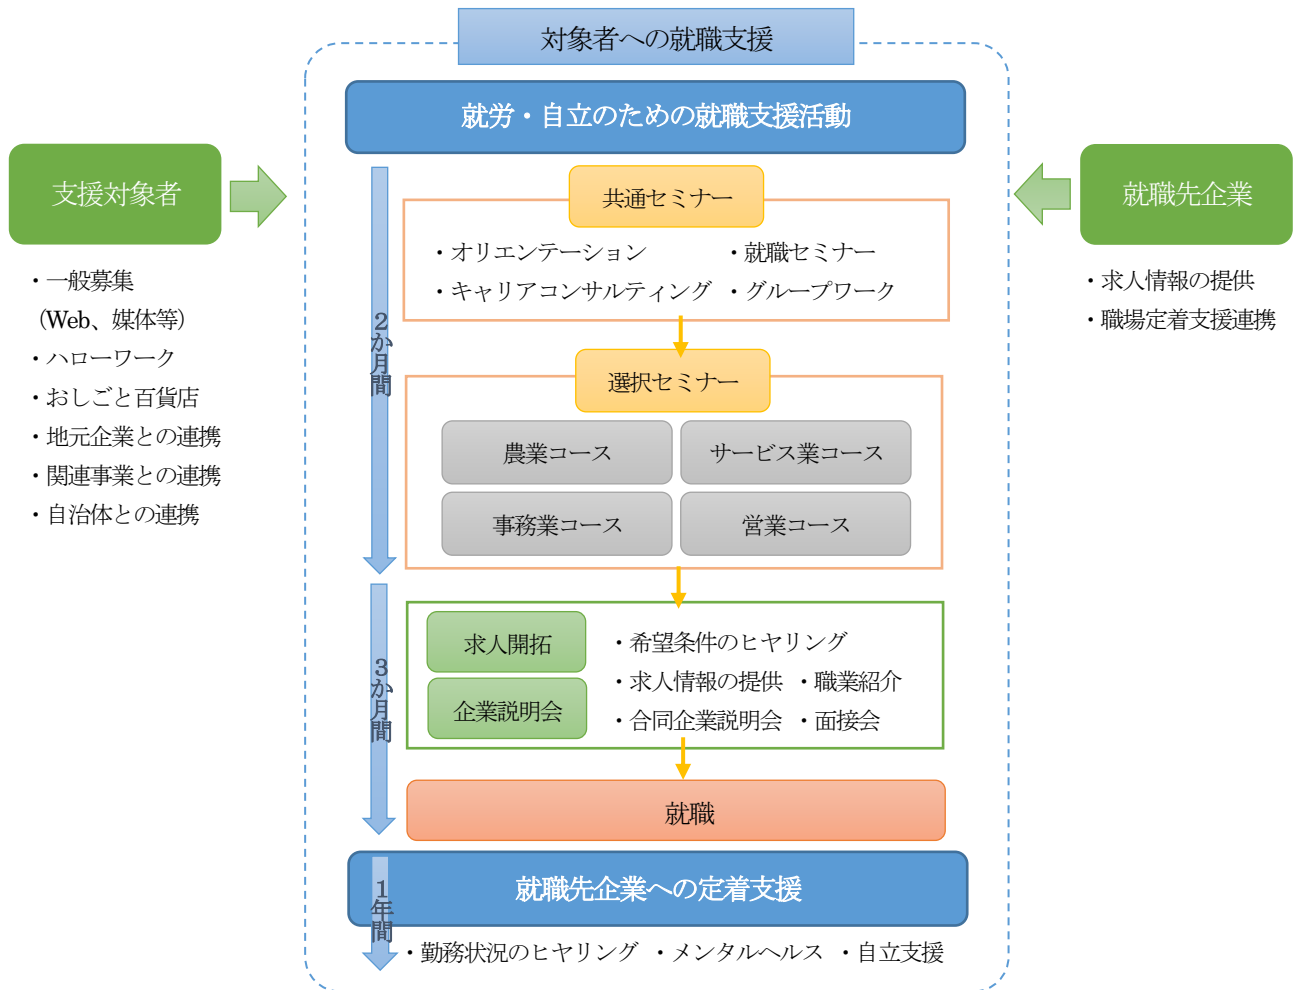 対象者への就職支援
就労・自立のための就職支援活動
支援対象者
・一般募集
（Web、媒体等）
・ハローワーク
・おしごと百貨店
・地元企業との連携
・関連事業との連携
・自治体との連携
2か月間
共通セミナー
・オリエンテーション ・就職セミナー
・キャリアコンサルティング ・グループワーク
選択セミナー
農業コース サービス業コース
事務業コース 営業コース
3か月間
求人開拓
企業説明会
・希望条件のヒヤリング
・求人情報の提供 ・職業紹介
・合同企業説明会 ・面接会
就職
1年間
就職先企業への定着支援
・勤務状況のヒヤリング ・メンタルヘルス ・自立支援
就職先企業
・求人情報の提供
・職場定着支援連携